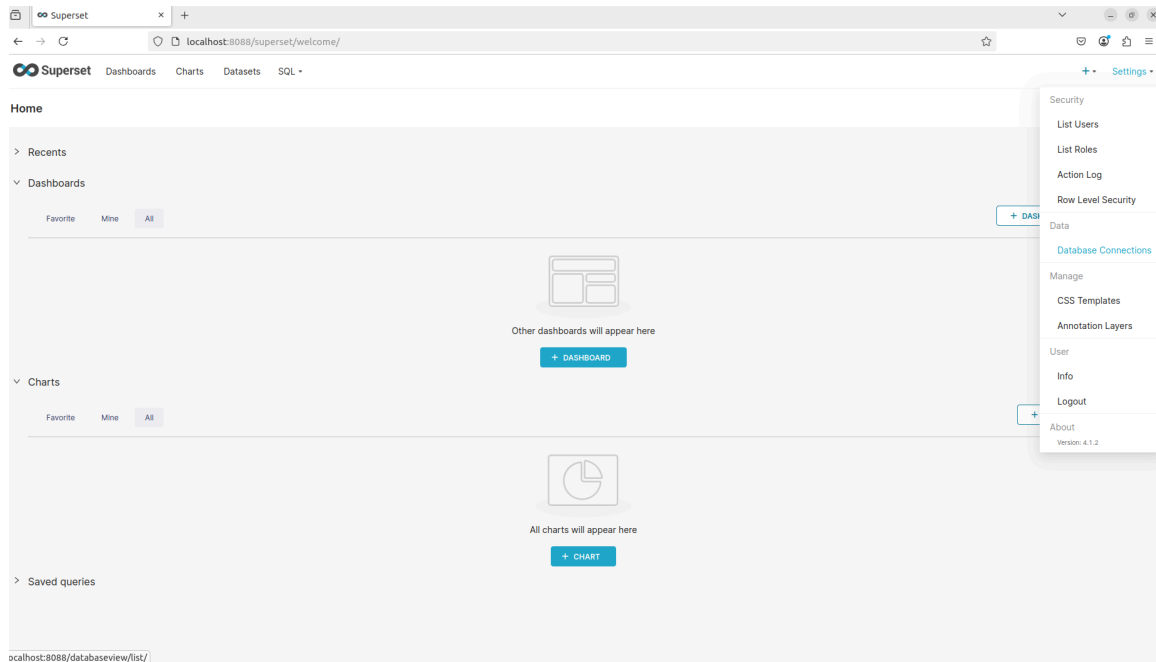 Superset
localhost:8088/superset/welcome/
Superset Dashboards Charts Datasets SQL
Settings
Home
Recents
Dashboards
Favorite Mine All
+ DASH
Other dashboards will appear here
+ DASHBOARD
Charts
Favorite Mine All
+
All charts will appear here
+ CHART
Saved queries
Security
List Users
List Roles
Action Log
Row Level Security
Data
Database Connections
Manage
CSS Templates
Annotation Layers
User
Info
Logout
About
Version: 4.1.2
ocalhost:8088/databaseview/list/